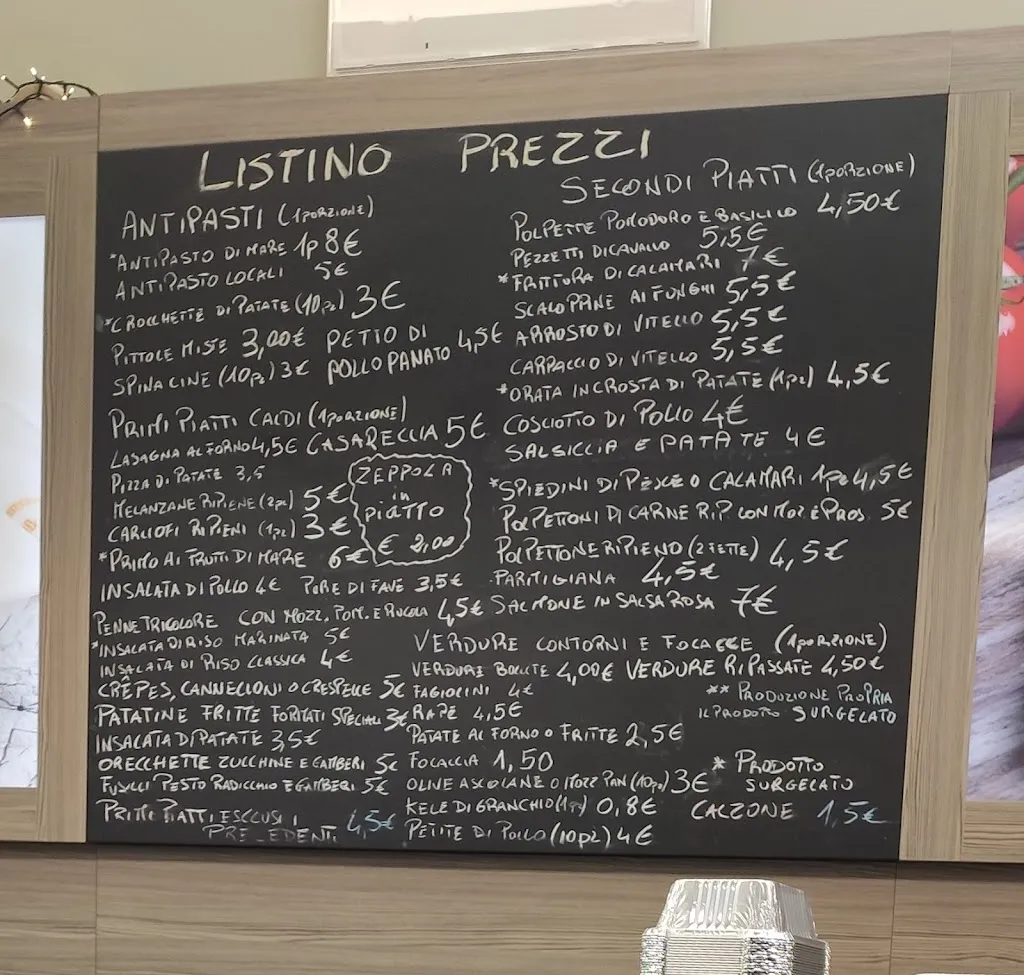 LISTINO PREZZI
ANTIPASTI (1 PORZIONE)
*ANTIPASTO DI MARE 1p 8€
ANTIPASTO LOCALI 5€
*CROCCHETTE DI PATATE (10pz) 3€
PITTOLE MISTE 3,00€
SPINACINE (10pz) 3€
PETTO DI
POLLO PANATO 4,5€
PRIMI PIATTI CALDI (1 PORZIONE)
LASAGNA AL FORNO 4,5€ CASARECCIA 5€
PIZZA DI PATATE 3,5
MELANZANE RIPIENE (2pz) 5€
CARCIOFI RIPIENI (1pz) 3€
*PRIMO AI FRUTTI DI MARE 6€
ZEPPOLA
in
PIATTO
€ 2,00
INSALATA DI POLLO 4€ PURE DI FAVE 3,5€
PENNE TRICOLORE CON MOZZ, POM. E RUCOLA 4,5€
*INSALATA DI RISO MARINATA 5€
INSALATA DI RISO CLASSICA 4€
CRÊPES, CANNELLONI O CRESPELLE 5€
PATATINE FRITTE FORMATI SPECIALI 3€
INSALATA DI PATATE 3,5€
ORECCHETTE ZUCCHINE E GAMBERI 5€
FUSILLI PESTO RADICCHIO E GAMBERI 5€
PRIMI PIATTI ESCLUSI I
PRE_EDENTI 4,5€
SECONDI PIATTI (1 PORZIONE)
POLPETTE POMODORO E BASILICO 4,50€
PEZZETTI DI CAVALLO 5,5€
*FRITTURA DI CALAMARI 7€
SCALOPPINE AI FUNGHI 5,5€
ARROSTO DI VITELLO 5,5€
CARPACCIO DI VITELLO 5,5€
*ORATA IN CROSTA DI PATATE (1pz) 4,5€
COSCIOTTO DI POLLO 4€
SALSICCIA E PATATE 4€
*SPIEDINI DI PESCE O CALAMARI 1pz 4,5€
POLPETTONI DI CARNE RIP CON MOZ E PROS. 5€
POLPETTONE RIPIENO (2 FETTE) 4,5€
PARMIGIANA 4,5€
SALMONE IN SALSA ROSA 7€
VERDURE CONTORNI E FOCACCE (1 PORZIONE)
VERDURE BOLLITE 4,00€ VERDURE RIPASSATE 4,50€
FAGIOLINI 4€
RAPE 4,5€
PATATE AL FORNO O FRITTE 2,5€
FOCACCIA 1,50
OLIVE ASCOLANE O MOZZ PAN (10pz) 3€
KELE DI GRANCHIO (1pz) 0,8€
PETITE DI POLLO (10pz) 4€
** PRODUZIONE PROPRIA
IL PRODOTTO SURGELATO
* PRODOTTO
SURGELATO
CALZONE 1,5€